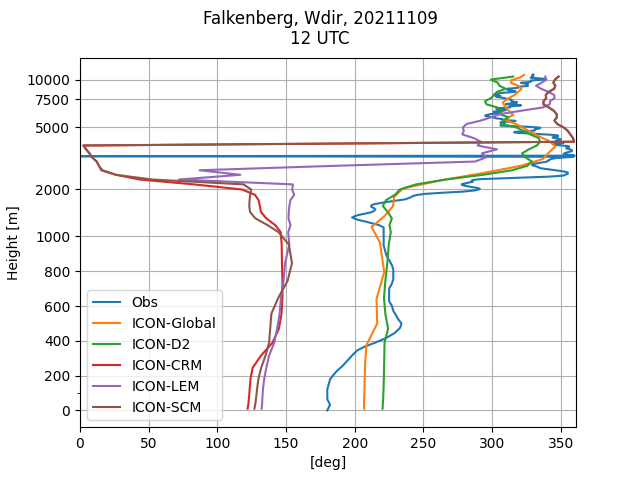 Falkenberg, Wdir, 20211109
12 UTC
10000
7500
5000
2000
1000
800
600
400
200
0
Height [m]
Obs
ICON-Global
ICON-D2
ICON-CRM
ICON-LEM
ICON-SCM
0 50 100 150 200 250 300 350
[deg]